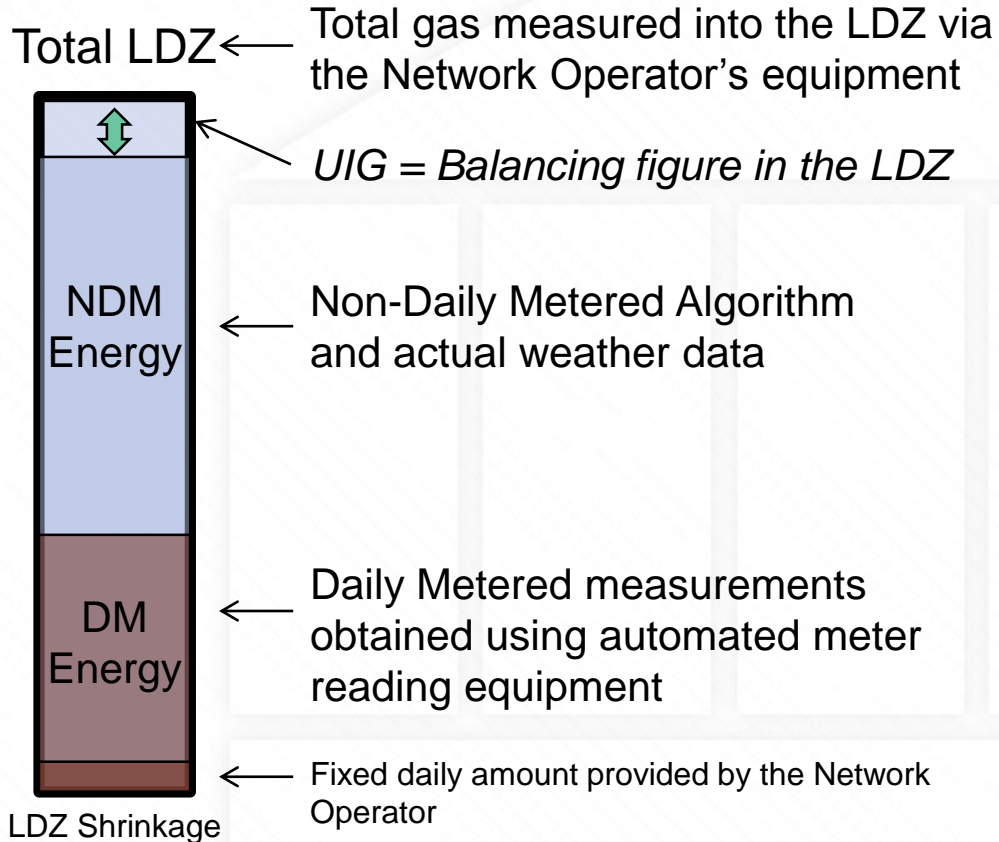 Total LDZ
Total gas measured into the LDZ via
the Network Operator's equipment
UIG = Balancing figure in the LDZ
NDM
Energy
Non-Daily Metered Algorithm
and actual weather data
DM
Energy
Daily Metered measurements
obtained using automated meter
reading equipment
Fixed daily amount provided by the Network
Operator
LDZ Shrinkage